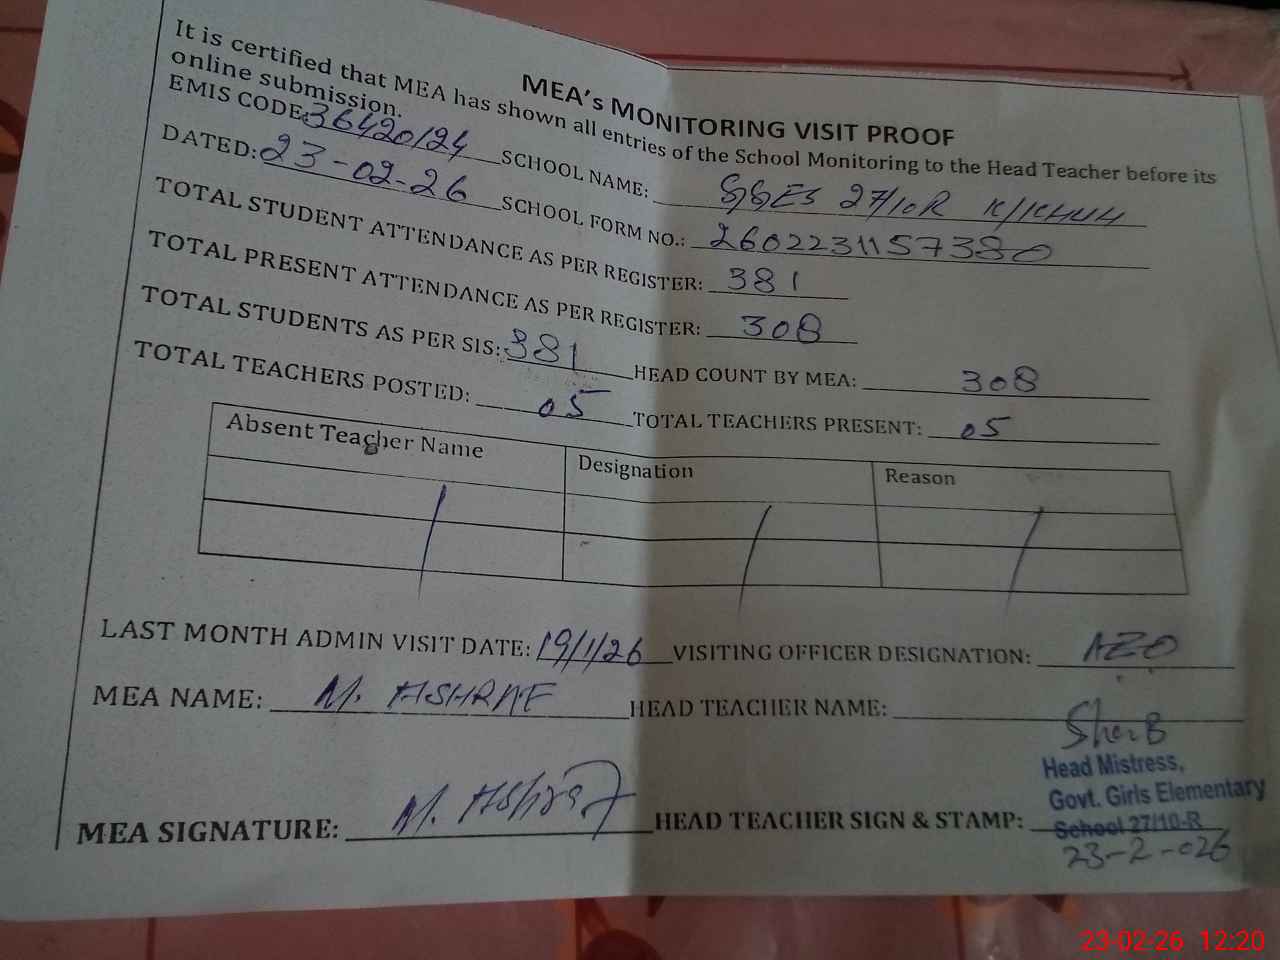 MEA's MONITORING VISIT PROOF
It is certified that MEA has shown all entries of the School Monitoring to the Head Teacher before its
online submission.
EMIS CODE: 36420124 SCHOOL NAME: GGES 27/10R K/KHUH
DATED: 23-02-26 SCHOOL FORM NO.: 2602231157380
TOTAL STUDENT ATTENDANCE AS PER REGISTER: 381
TOTAL PRESENT ATTENDANCE AS PER REGISTER: 308
TOTAL STUDENTS AS PER SIS: 381 HEAD COUNT BY MEA: 308
TOTAL TEACHERS POSTED: 05 TOTAL TEACHERS PRESENT: 05
Absent Teacher Name Designation Reason
LAST MONTH ADMIN VISIT DATE: 19/1/26 VISITING OFFICER DESIGNATION: AEO
MEA NAME: M. ASHRAF HEAD TEACHER NAME:
MEA SIGNATURE: M. Ashraf HEAD TEACHER SIGN & STAMP:
Head Mistress,
Govt. Girls Elementary
School 27/10-R
23-2-026
23-02-26 12:20